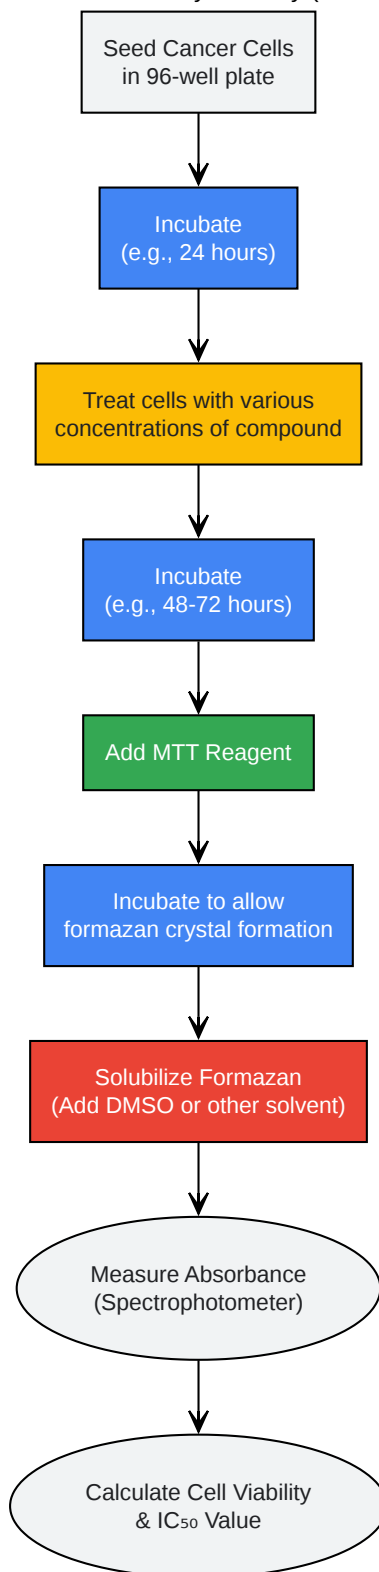 Seed Cancer Cells
in 96-well plate
Incubate
(e.g., 24 hours)
Treat cells with various
concentrations of compound
Incubate
(e.g., 48-72 hours)
Add MTT Reagent
Incubate to allow
formazan crystal formation
Solubilize Formazan
(Add DMSO or other solvent)
Measure Absorbance
(Spectrophotometer)
Calculate Cell Viability
& IC₅₀ Value